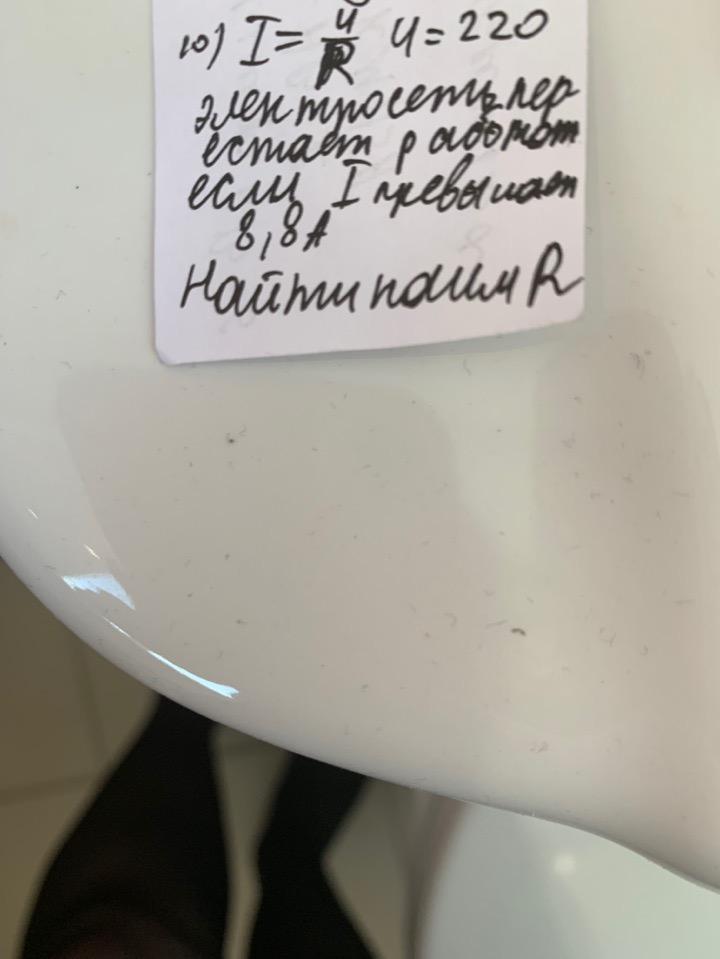 10) I = U/R U = 220
электросеть пер
естает работат
если I превышает
8,8А
Найти наим R